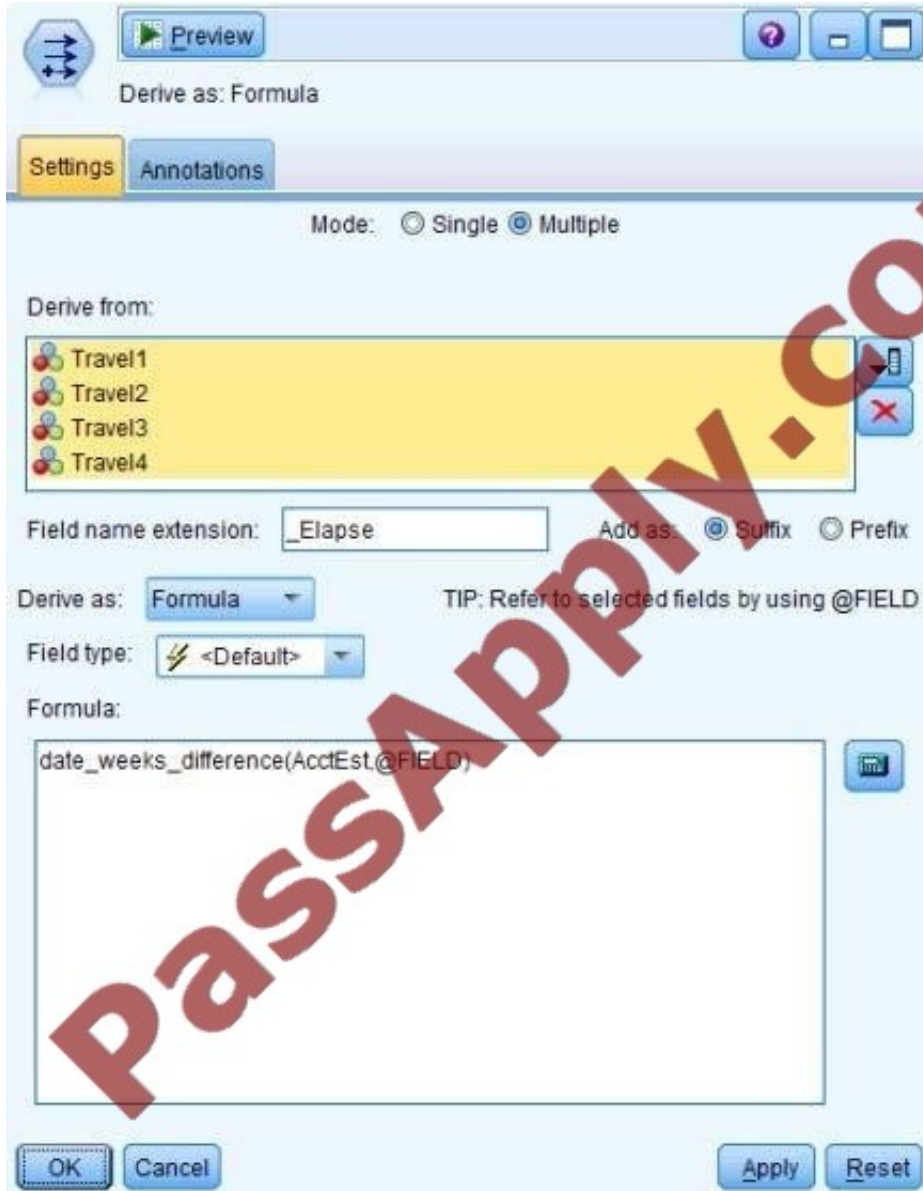 Preview
Derive as: Formula
Settings Annotations
Mode: Single Multiple
Derive from:
Travel1
Travel2
Travel3
Travel4
Field name extension: _Elapse Add as: Suffix Prefix
Derive as: Formula TIP: Refer to selected fields by using @FIELD
Field type: <Default>
Formula:
date_weeks_difference(AcctEst,@FIELD)
OK Cancel Apply Reset
PassApply.co